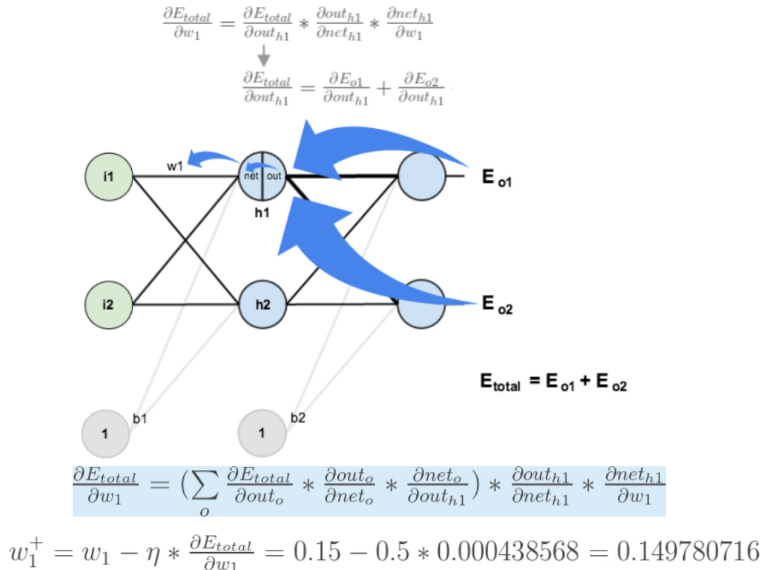 ∂E_total/∂w_1 = ∂E_total/∂out_h1 * ∂out_h1/∂net_h1 * ∂net_h1/∂w_1
∂E_total/∂out_h1 = ∂E_o1/∂out_h1 + ∂E_o2/∂out_h1
i1
w1
net
out
h1
E o1
i2
h2
E o2
E total = E o1 + E o2
1
b1
1
b2
∂E_total/∂w_1 = (∑_o ∂E_total/∂out_o * ∂out_o/∂net_o * ∂net_o/∂out_h1) * ∂out_h1/∂net_h1 * ∂net_h1/∂w_1
w_1^+ = w_1 − η * ∂E_total/∂w_1 = 0.15 − 0.5 * 0.000438568 = 0.149780716